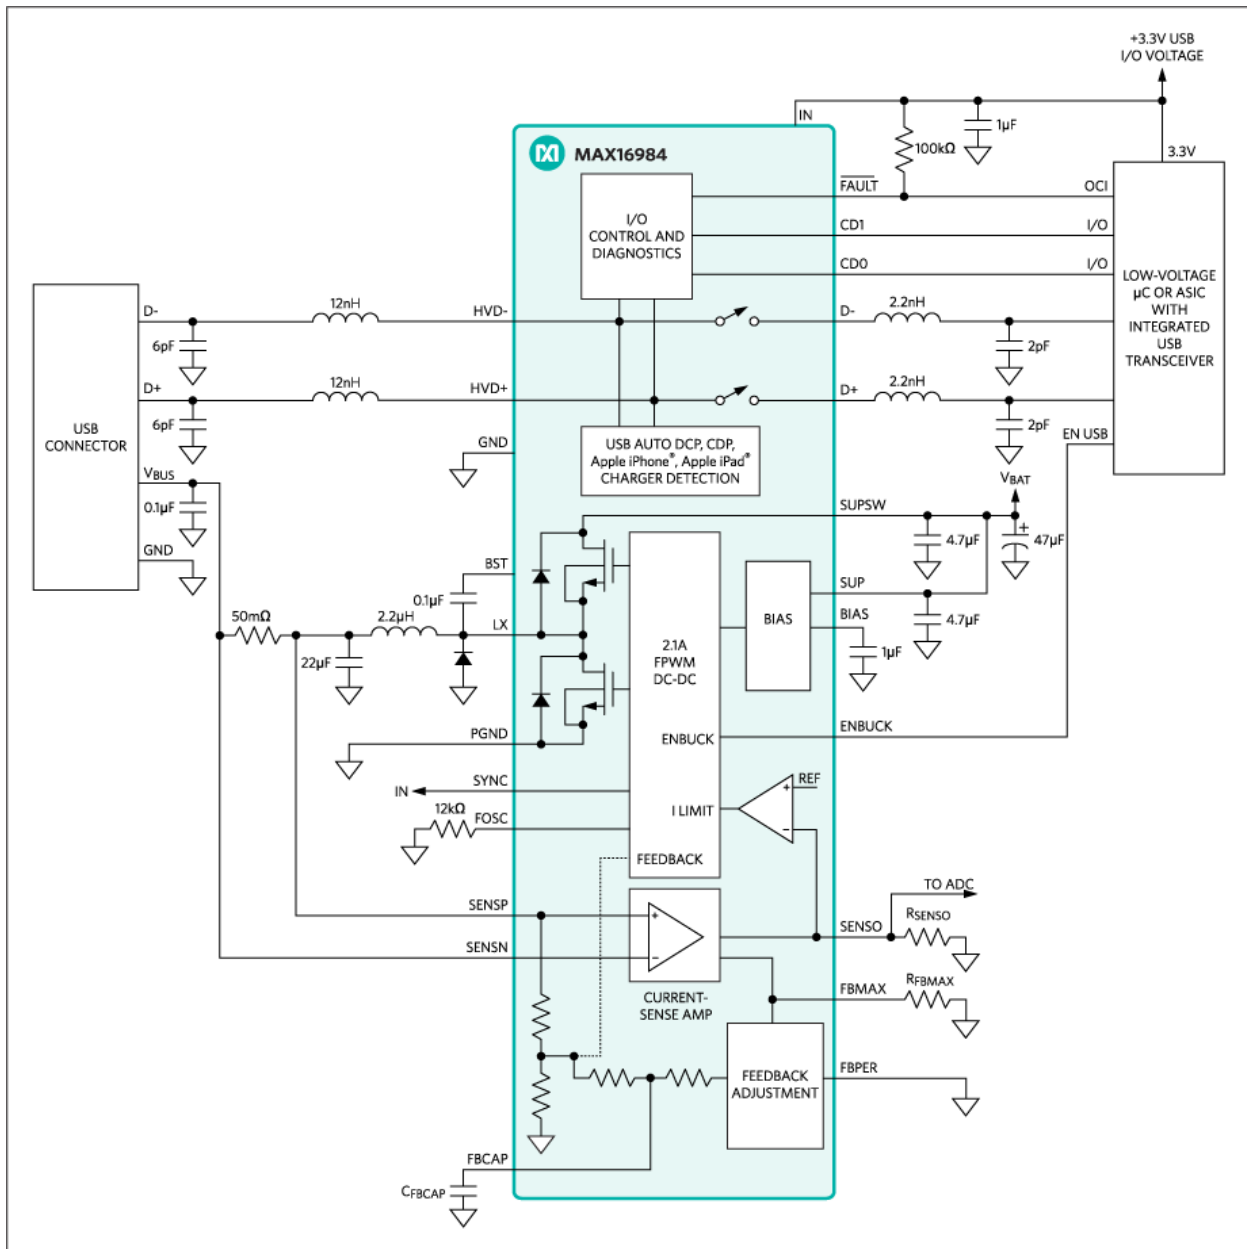 +3.3V USB
I/O VOLTAGE
IN
1µF
100kΩ
3.3V
MAX16984
FAULT
OCI
I/O
CONTROL AND
DIAGNOSTICS
CD1
I/O
CD0
I/O
LOW-VOLTAGE
µC OR ASIC
WITH
INTEGRATED
USB
TRANSCEIVER
D-
12nH
HVD-
D-
2.2nH
6pF
2pF
D+
12nH
HVD+
D+
2.2nH
6pF
2pF
USB
CONNECTOR
GND
USB AUTO DCP, CDP,
Apple iPhone®, Apple iPad®
CHARGER DETECTION
EN USB
VBUS
0.1µF
VBAT
SUPSW
4.7µF
+
47µF
GND
BST
0.1µF
SUP
BIAS
BIAS
4.7µF
1µF
50mΩ
2.2µH
LX
22µF
2.1A
FPWM
DC-DC
PGND
ENBUCK
ENBUCK
SYNC
IN
REF
+
-
I LIMIT
12kΩ
FOSC
FEEDBACK
TO ADC
SENSP
+
SENSO
RSENSO
SENSN
-
CURRENT-
SENSE AMP
FBMAX
RFBMAX
FEEDBACK
ADJUSTMENT
FBPER
FBCAP
CFBCAP